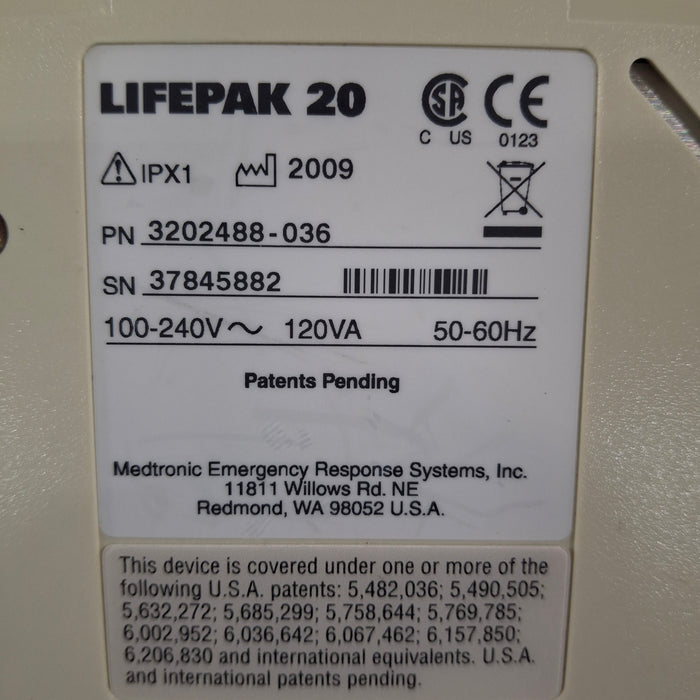 LIFEPAK 20
C US 0123
IPX1 2009
PN 3202488-036
SN 37845882
100-240V~ 120VA 50-60Hz
Patents Pending
Medtronic Emergency Response Systems, Inc.
11811 Willows Rd. NE
Redmond, WA 98052 U.S.A.
This device is covered under one or more of the
following U.S.A. patents: 5,482,036; 5,490,505;
5,632,272; 5,685,299; 5,758,644; 5,769,785;
6,002,952; 6,036,642; 6,067,462; 6,157,850;
6,206,830 and international equivalents. U.S.A.
and international patents pending.